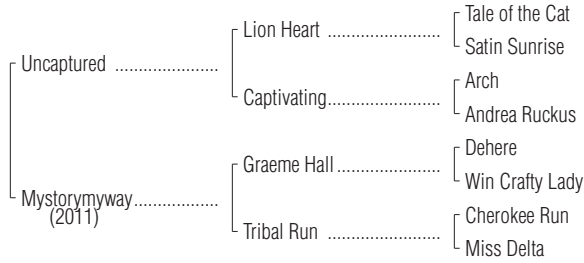 Tale of the Cat
Lion Heart ......................
Satin Sunrise
Uncaptured ....................
Arch
Captivating......................
Andrea Ruckus
Dehere
Graeme Hall ....................
Win Crafty Lady
Mystorymyway................
(2011)
Cherokee Run
Tribal Run ......................
Miss Delta